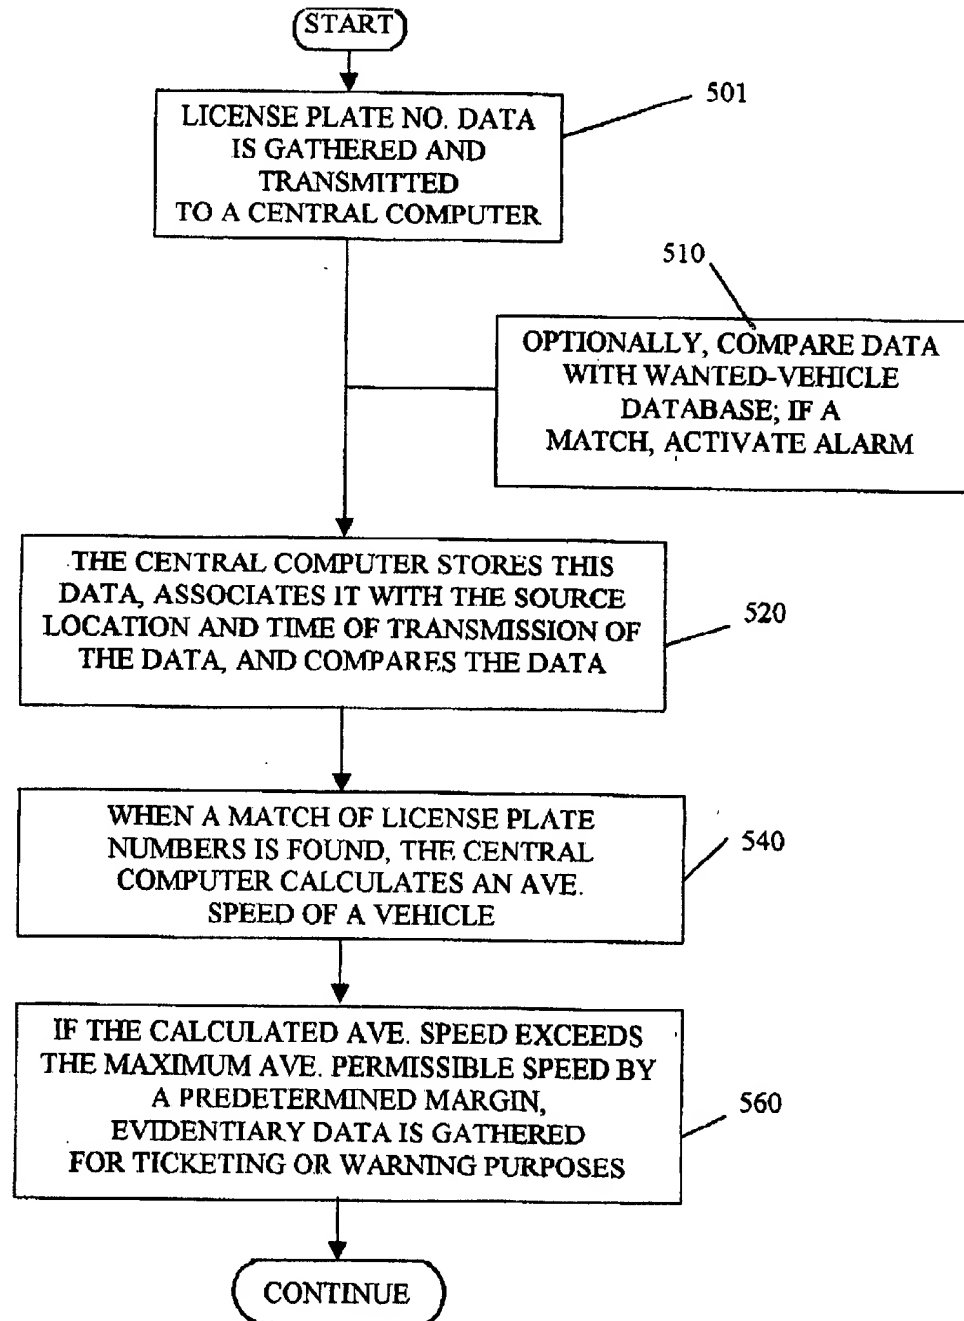 START
501
LICENSE PLATE NO. DATA
IS GATHERED AND
TRANSMITTED
TO A CENTRAL COMPUTER
510
OPTIONALLY, COMPARE DATA
WITH WANTED-VEHICLE
DATABASE; IF A
MATCH, ACTIVATE ALARM
THE CENTRAL COMPUTER STORES THIS
DATA, ASSOCIATES IT WITH THE SOURCE
LOCATION AND TIME OF TRANSMISSION OF
THE DATA, AND COMPARES THE DATA
520
WHEN A MATCH OF LICENSE PLATE
NUMBERS IS FOUND, THE CENTRAL
COMPUTER CALCULATES AN AVE.
SPEED OF A VEHICLE
540
IF THE CALCULATED AVE. SPEED EXCEEDS
THE MAXIMUM AVE. PERMISSIBLE SPEED BY
A PREDETERMINED MARGIN,
EVIDENTIARY DATA IS GATHERED
FOR TICKETING OR WARNING PURPOSES
560
CONTINUE